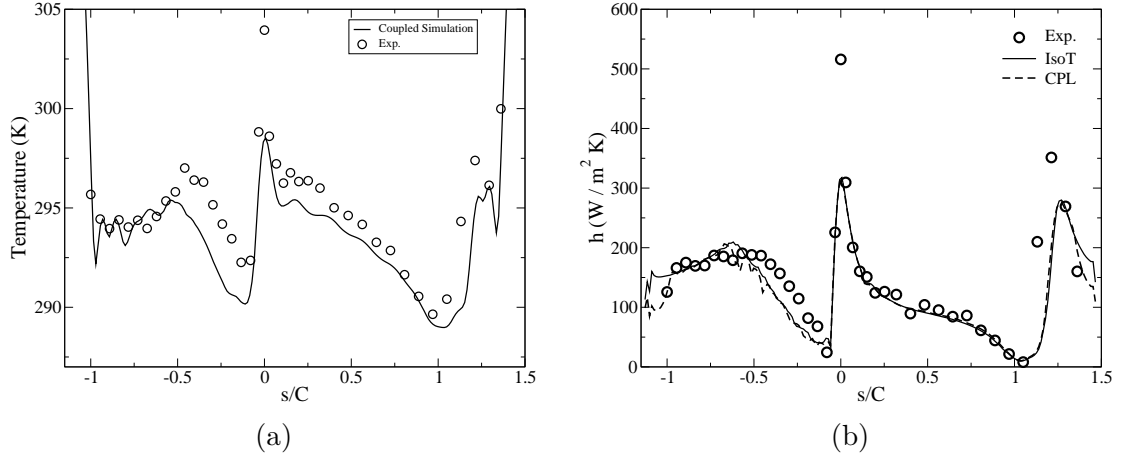 305
300
295
290
Temperature (K)
Coupled Simulation
Exp.
-1 -0.5 0 0.5 1 1.5
s/C
(a)
600
500
400
300
200
100
0
h (W / m² K)
Exp.
IsoT
CPL
-1 -0.5 0 0.5 1 1.5
s/C
(b)